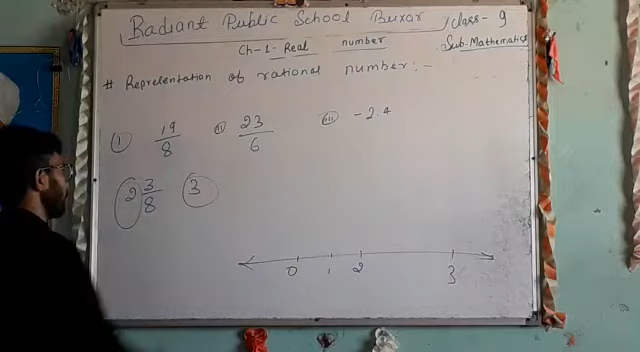 Radiant Public School Buxar
Class - 9
Ch-1- Real number
Sub-Mathematics
# Reprelentation of rational number:-
(i) 19/8 (ii) 23/6 (iii) -2.4
2 3/8 3
0 1 2 3